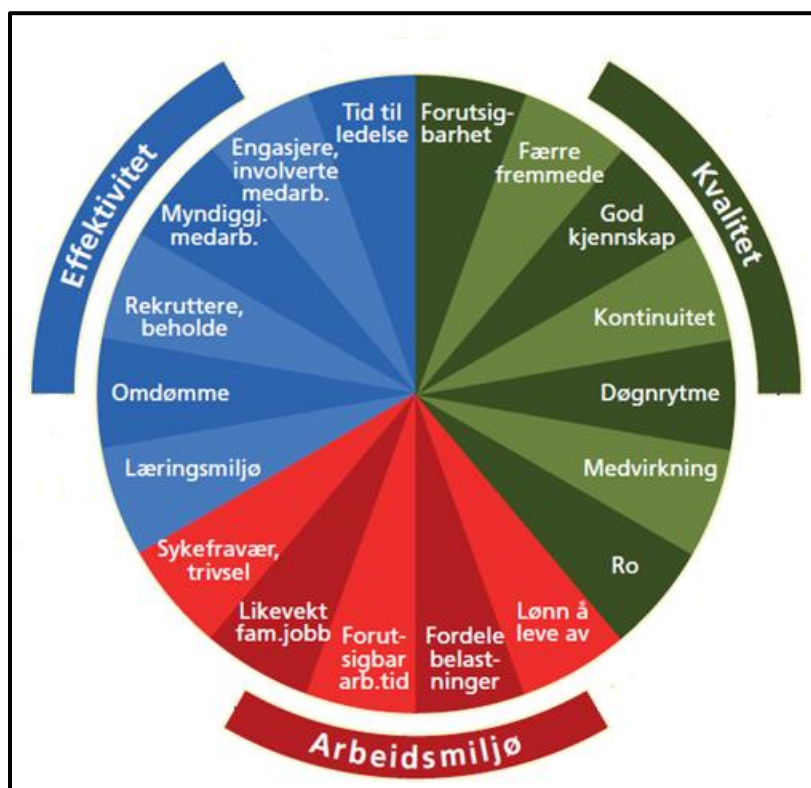 Effektivitet
Kvalitet
Arbeidsmiljø
Tid til
ledelse
Forutsig-
barhet
Færre
fremmede
God
kjennskap
Kontinuitet
Døgnrytme
Medvirkning
Ro
Lønn å
leve av
Fordele
belast-
ninger
Forut-
sigbar
arb.tid
Likevekt
fam.jobb
Sykefravær,
trivsel
Læringsmiljø
Omdømme
Rekruttere,
beholde
Myndiggj.
medarb.
Engasjere,
involverte
medarb.